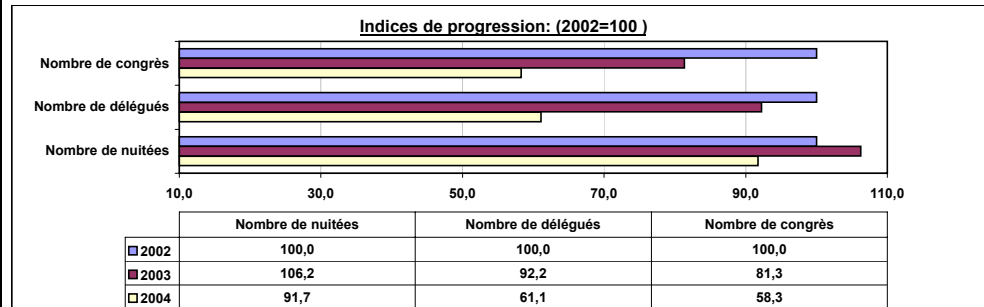 Indices de progression: (2002=100 )
Nombre de congrès
Nombre de délégués
Nombre de nuitées
10,0 30,0 50,0 70,0 90,0 110,0
Nombre de nuitées Nombre de délégués Nombre de congrès
2002 100,0 100,0 100,0
2003 106,2 92,2 81,3
2004 91,7 61,1 58,3